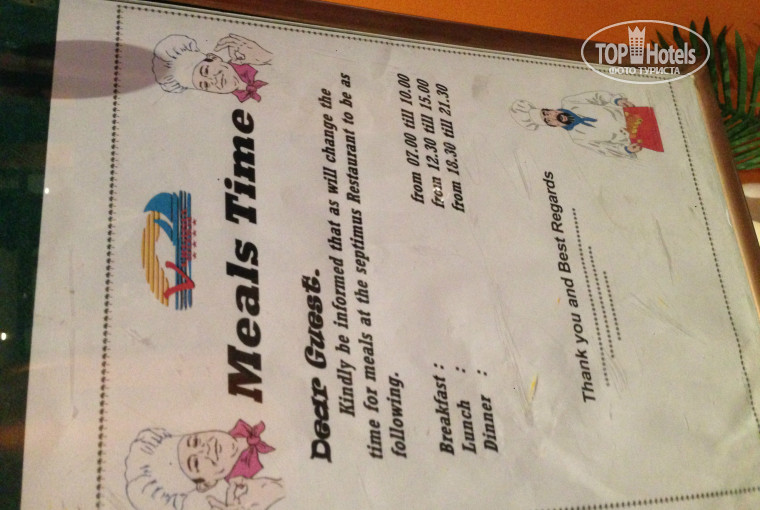 Meals Time
Dear Guest.
Kindly be informed that as will change the
time for meals at the septimus Restaurant to be as
following.
Breakfast : from 07.00 till 10.00
Lunch : from 12.30 till 15.00
Dinner : from 18.30 till 21.30
Thank you and Best Regards
TOP Hotels
ФОТО ТУРИСТА